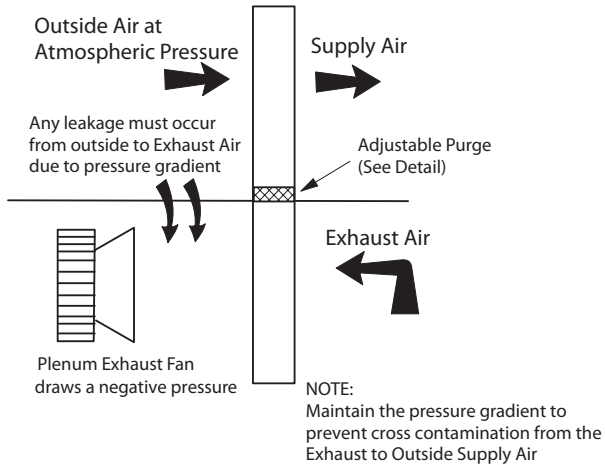 Outside Air at
Atmospheric Pressure
Supply Air
Any leakage must occur
from outside to Exhaust Air
due to pressure gradient
Adjustable Purge
(See Detail)
Exhaust Air
Plenum Exhaust Fan
draws a negative pressure
NOTE:
Maintain the pressure gradient to
prevent cross contamination from the
Exhaust to Outside Supply Air